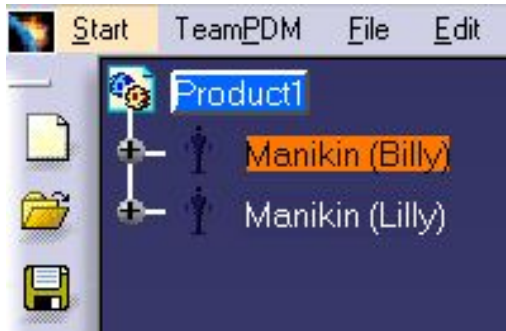 Start TeamPDM File Edit
Product1
Manikin (Billy)
Manikin (Lilly)